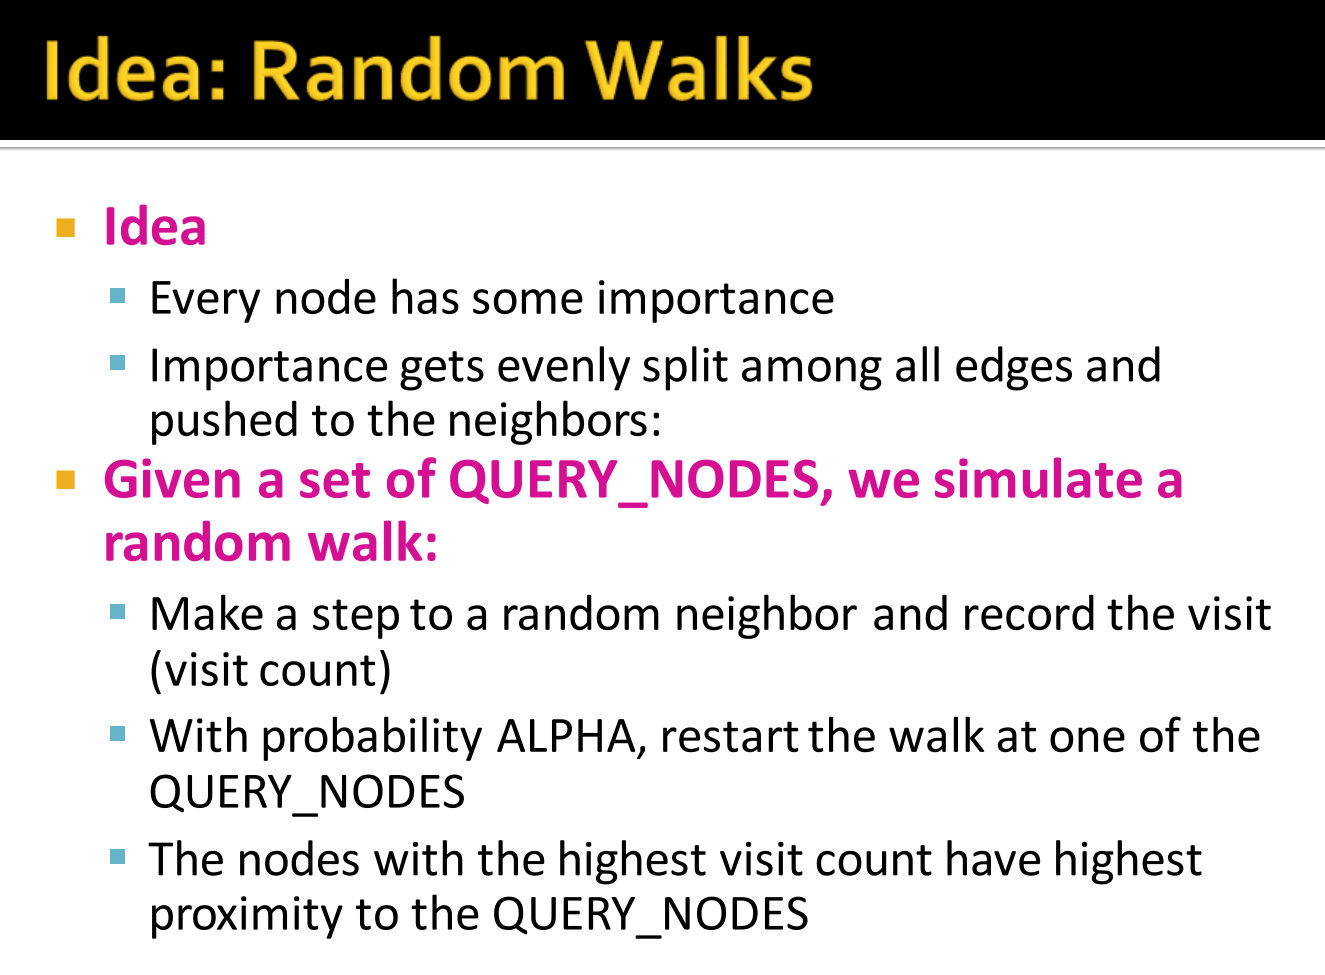 Idea: Random Walks
Idea
Every node has some importance
Importance gets evenly split among all edges and
pushed to the neighbors:
Given a set of QUERY_NODES, we simulate a
random walk:
Make a step to a random neighbor and record the visit
(visit count)
With probability ALPHA, restart the walk at one of the
QUERY_NODES
The nodes with the highest visit count have highest
proximity to the QUERY_NODES